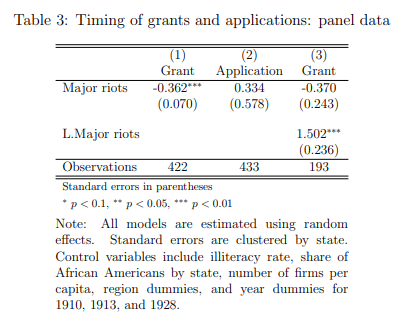 Table 3: Timing of grants and applications: panel data
(1) (2) (3)
Grant Application Grant
Major riots -0.362*** 0.334 -0.370
(0.070) (0.578) (0.243)
L.Major riots 1.502***
(0.236)
Observations 422 433 193
Standard errors in parentheses
* p < 0.1, ** p < 0.05, *** p < 0.01
Note: All models are estimated using random
effects. Standard errors are clustered by state.
Control variables include illiteracy rate, share of
African Americans by state, number of firms per
capita, region dummies, and year dummies for
1910, 1913, and 1928.